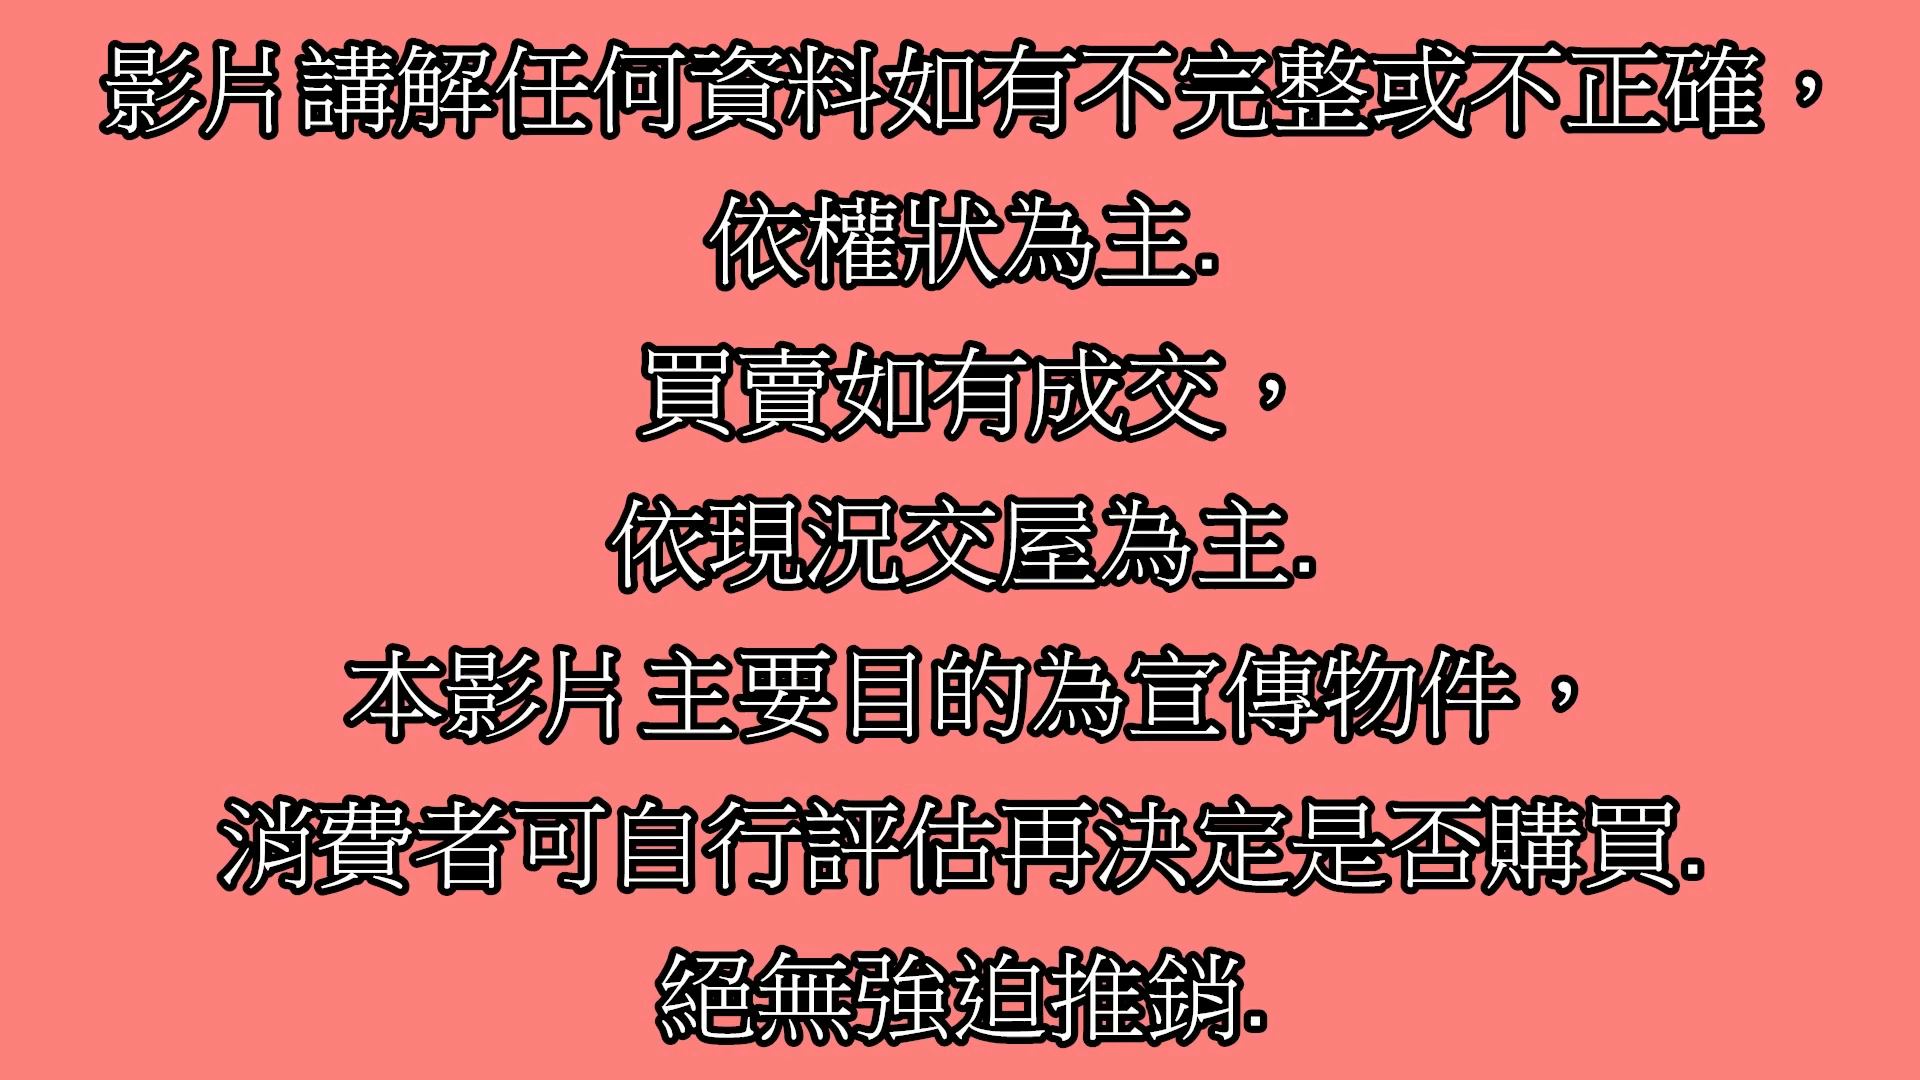 影片講解任何資料如有不完整或不正確，
依權狀為主.
買賣如有成交，
依現況交屋為主.
本影片主要目的為宣傳物件，
消費者可自行評估再決定是否購買.
絕無強迫推銷.